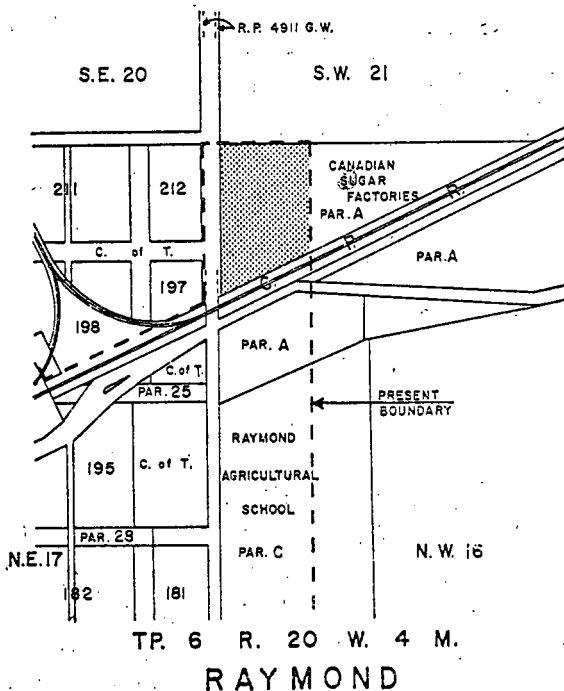 R.P. 4911 G.W.
S.E. 20
S.W. 21
CANADIAN
SUGAR
FACTORIES
PAR. A
211
212
C. of T.
197
198
C. P. R.
PAR. A
PAR. A
C. of T.
PAR. 25
PRESENT
BOUNDARY
RAYMOND
AGRICULTURAL
SCHOOL
PAR. C
195
C. of T.
PAR. 29
N.E. 17
N.W. 16
182
181
TP. 6 R. 20 W. 4 M.
RAYMOND